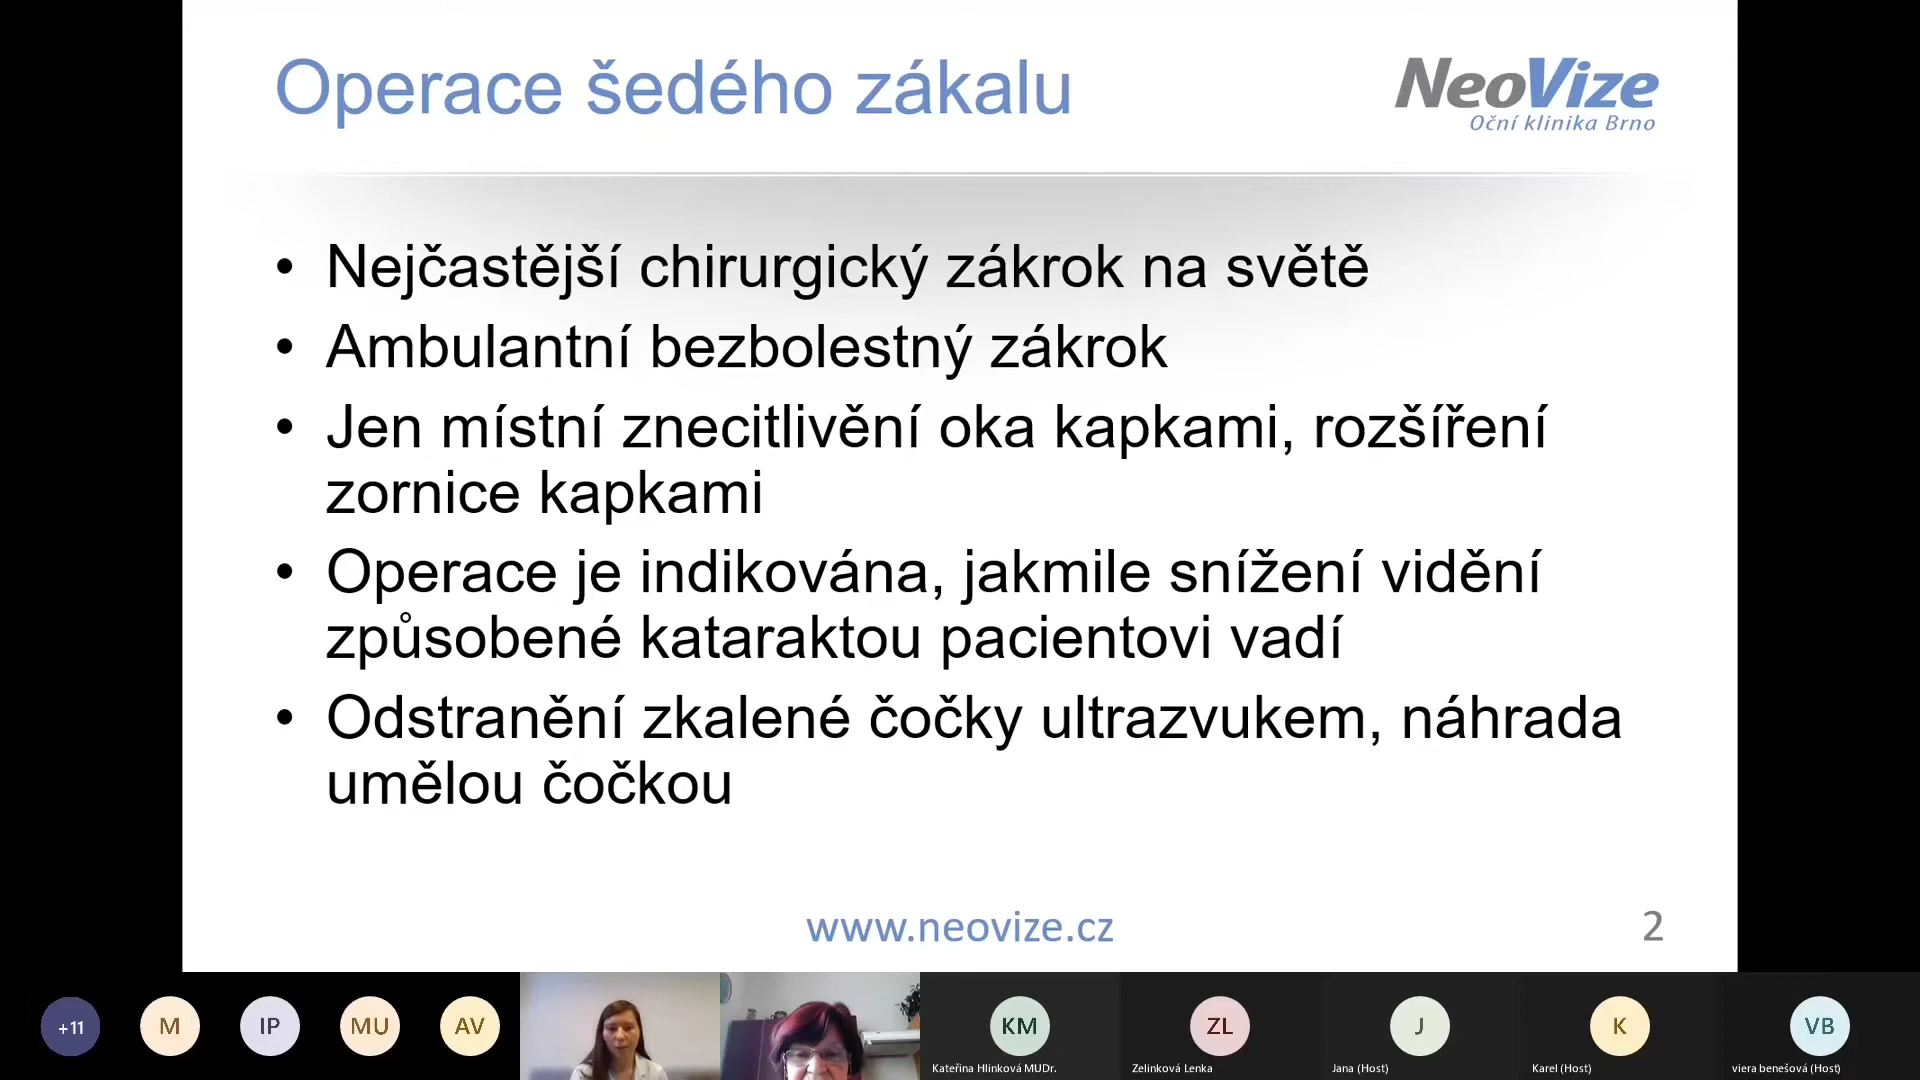 Operace šedého zákalu
NeoVize
Oční klinika Brno
• Nejčastější chirurgický zákrok na světě
• Ambulantní bezbolestný zákrok
• Jen místní znecitlivění oka kapkami, rozšíření
zornice kapkami
• Operace je indikována, jakmile snížení vidění
způsobené kataraktou pacientovi vadí
• Odstranění zkalené čočky ultrazvukem, náhrada
umělou čočkou
www.neovize.cz
2
+11
M
IP
MU
AV
KM
ZL
J
K
VB
Kateřina Hlinková MUDr.
Zelinková Lenka
Jana (Host)
Karel (Host)
viera benešová (Host)